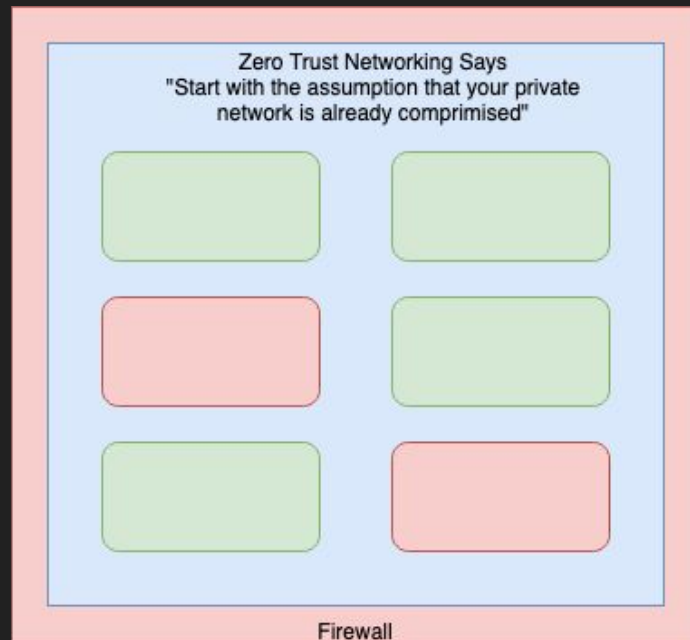 Zero Trust Networking Says
"Start with the assumption that your private
network is already comprimised"
Firewall